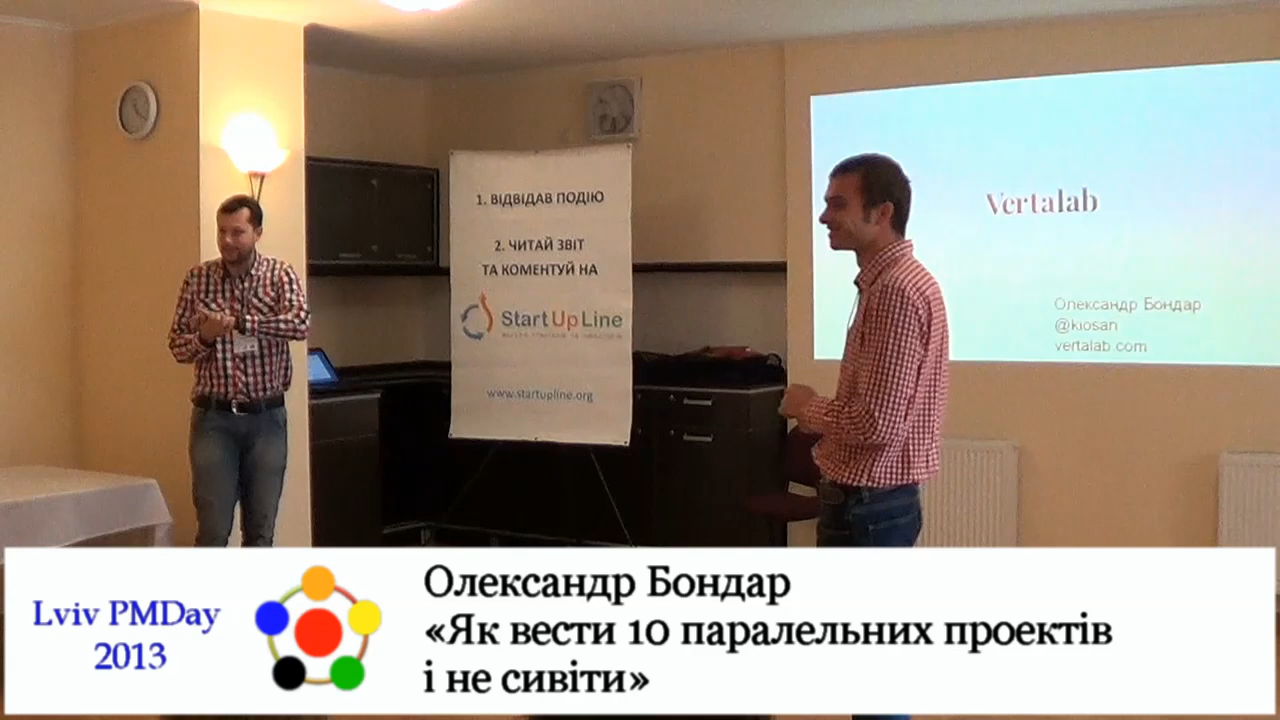 1. ВІДВІДАВ ПОДІЮ
2. ЧИТАЙ ЗВІТ
ТА КОМЕНТУЙ НА
StartUpLine
www.startupline.org
Vertalab
Олександр Бондар
@kiosan
vertalab.com
Lviv PMDay
2013
Олександр Бондар
«Як вести 10 паралельних проектів
і не сивіти»